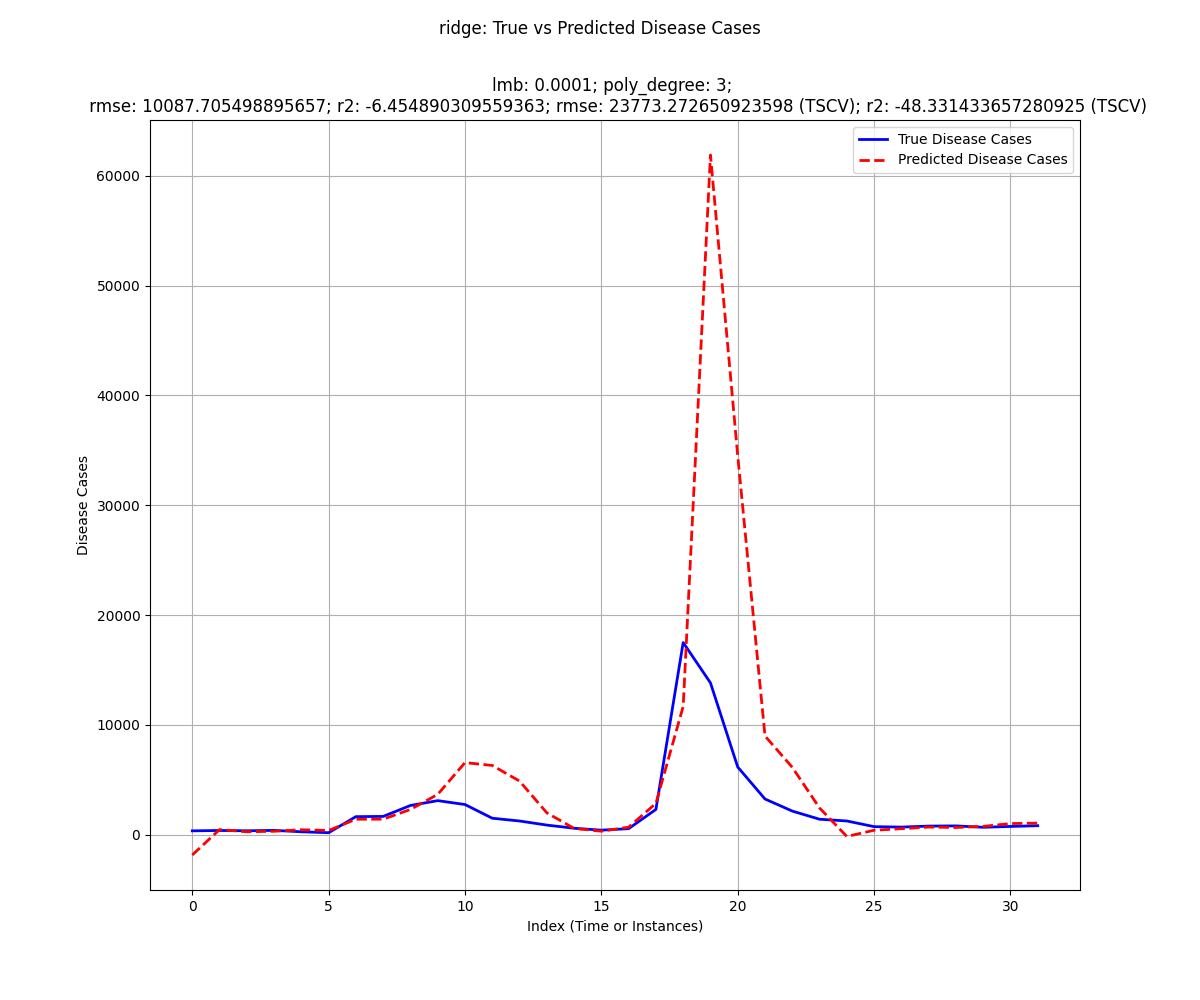 ridge: True vs Predicted Disease Cases
lmb: 0.0001; poly_degree: 3;
rmse: 10087.705498895657; r2: -6.454890309559363; rmse: 23773.272650923598 (TSCV); r2: -48.331433657280925 (TSCV)
True Disease Cases
Predicted Disease Cases
60000
50000
40000
30000
20000
10000
0
Disease Cases
0 5 10 15 20 25 30
Index (Time or Instances)